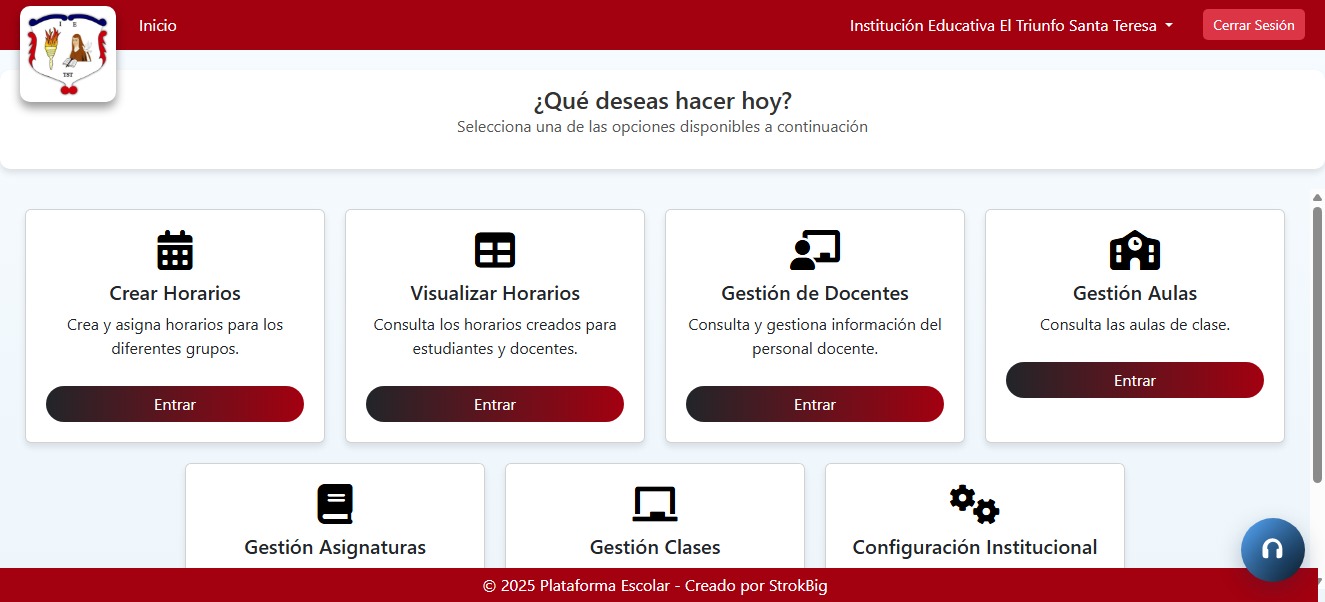 I E
TST
Inicio
Institución Educativa El Triunfo Santa Teresa
Cerrar Sesión
¿Qué deseas hacer hoy?
Selecciona una de las opciones disponibles a continuación
Crear Horarios
Crea y asigna horarios para los
diferentes grupos.
Entrar
Visualizar Horarios
Consulta los horarios creados para
estudiantes y docentes.
Entrar
Gestión de Docentes
Consulta y gestiona información del
personal docente.
Entrar
Gestión Aulas
Consulta las aulas de clase.
Entrar
Gestión Asignaturas
Gestión Clases
Configuración Institucional
© 2025 Plataforma Escolar - Creado por StrokBig